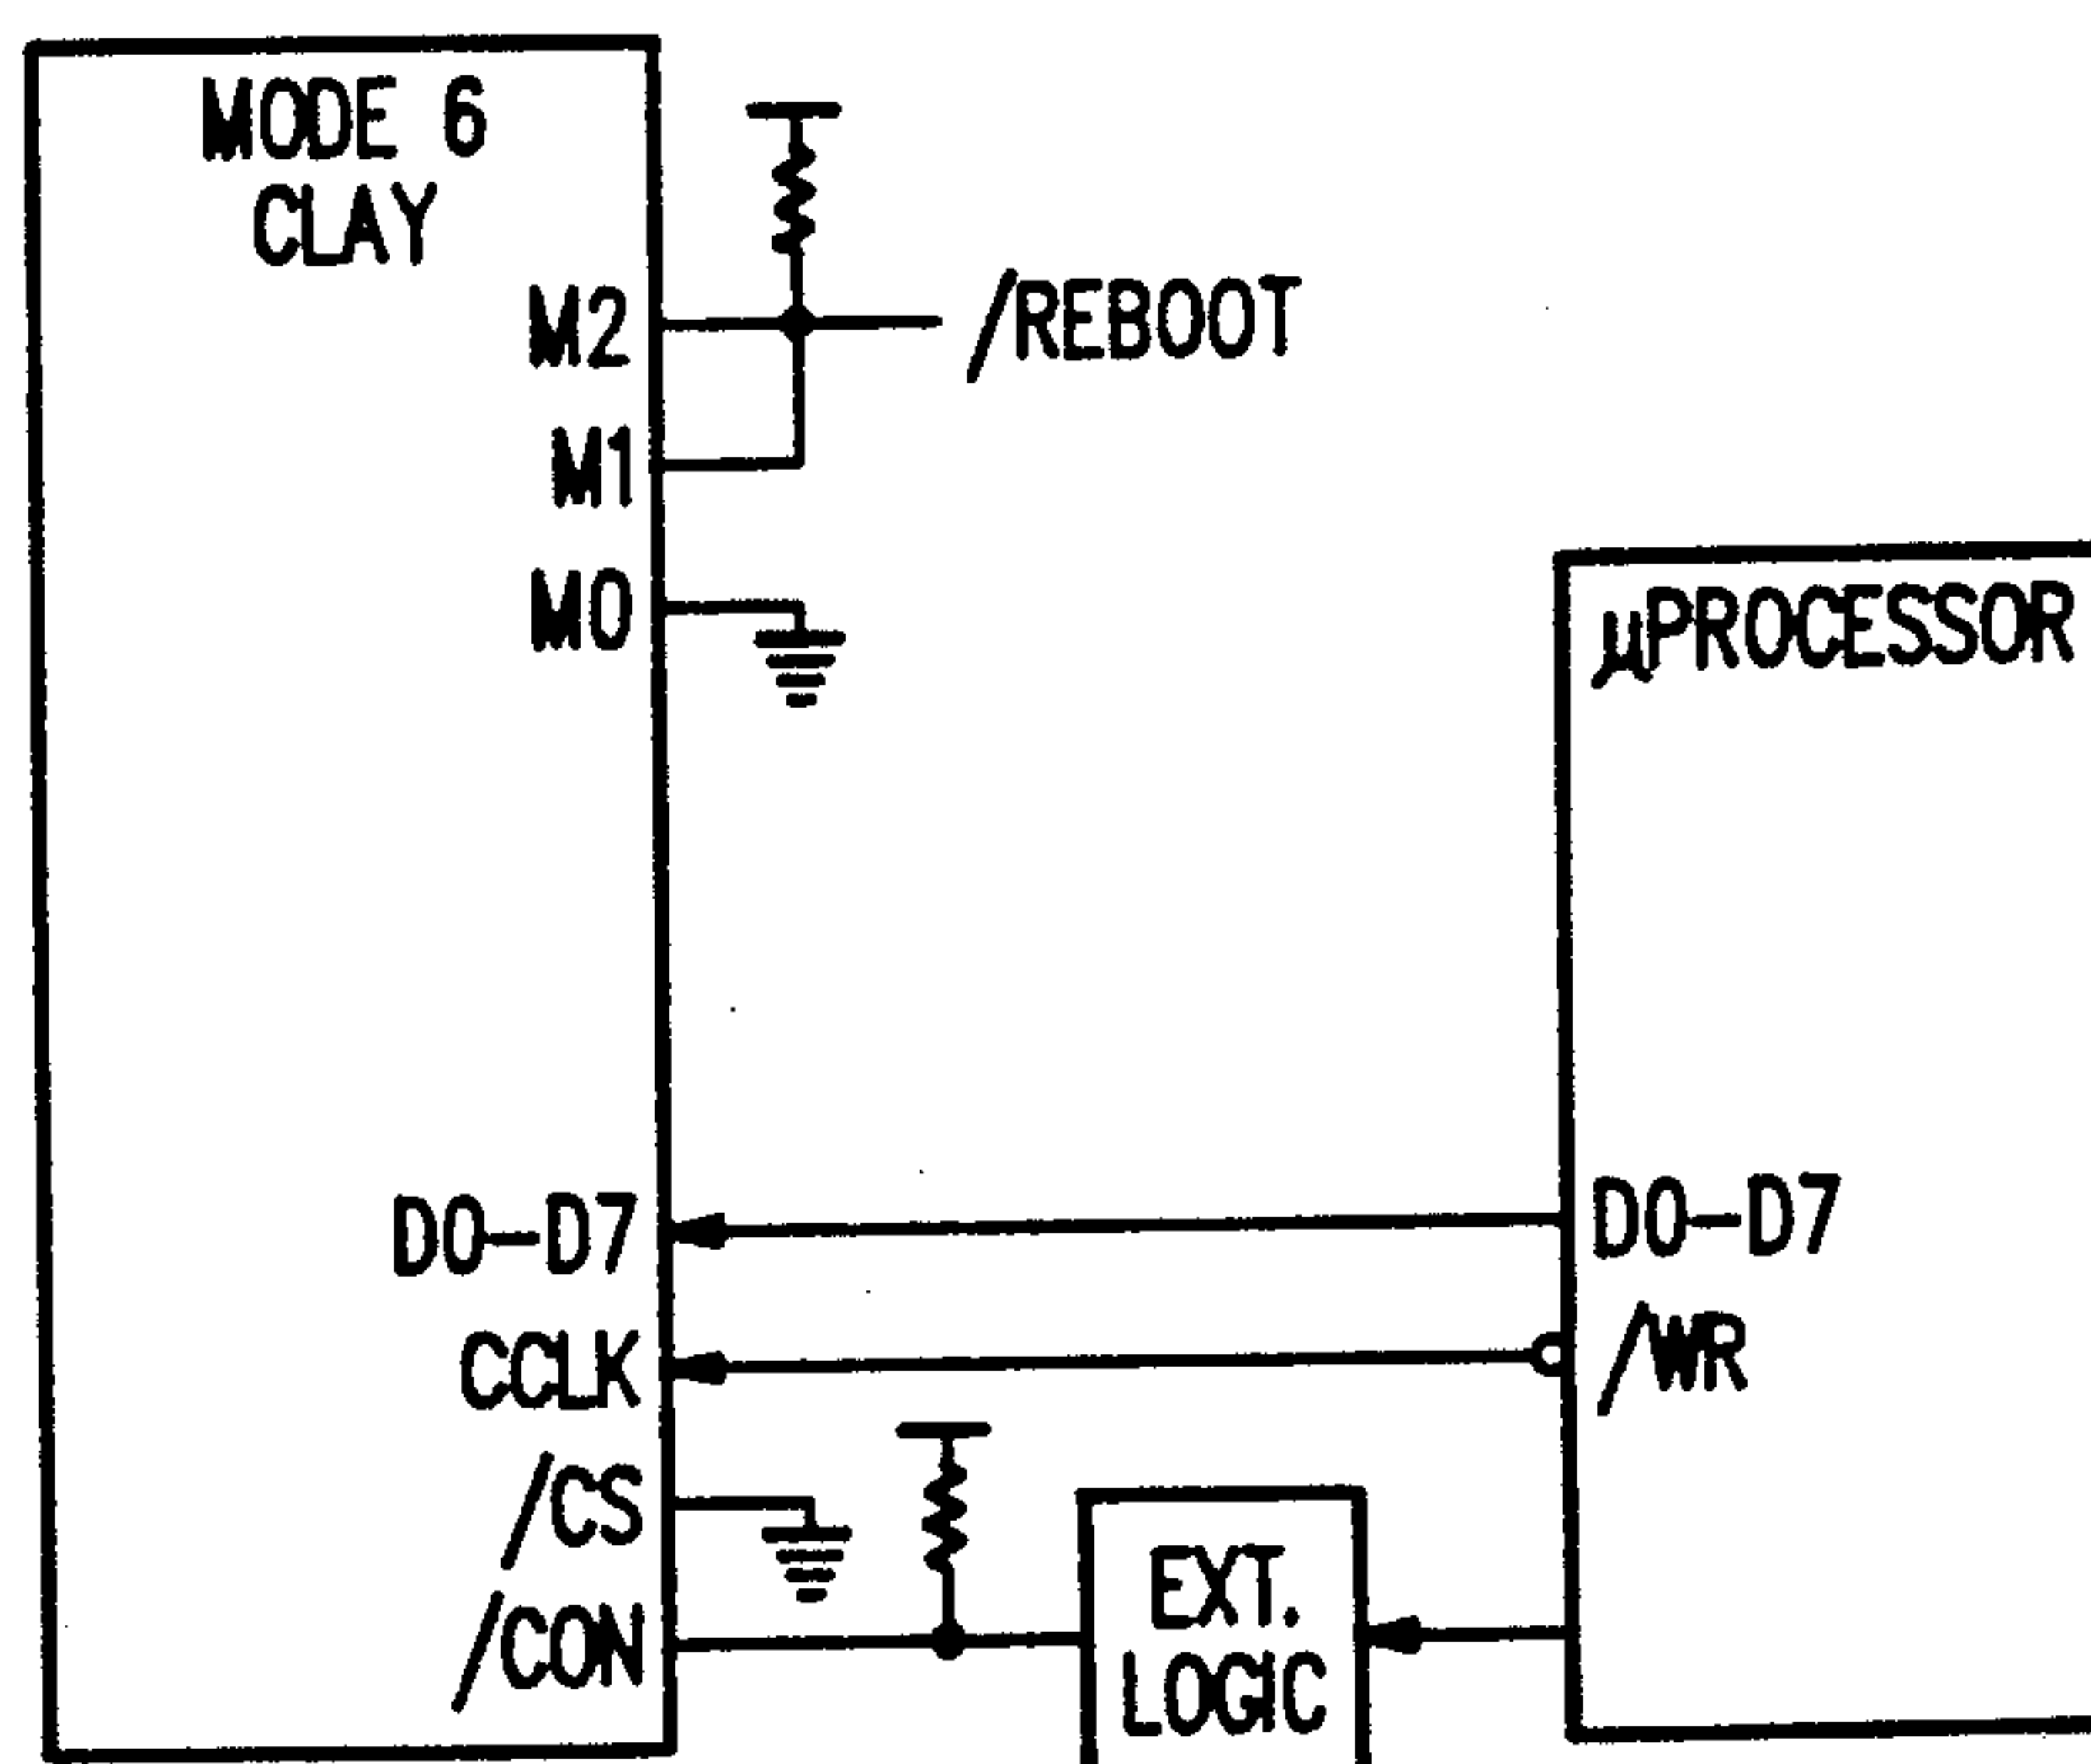 MODE 6
CLAY
M2
/REBOOT
M1
M0
µPROCESSOR
D0-D7
D0-D7
CCLK
/WR
/CS
/CON
EXT.
LOGIC